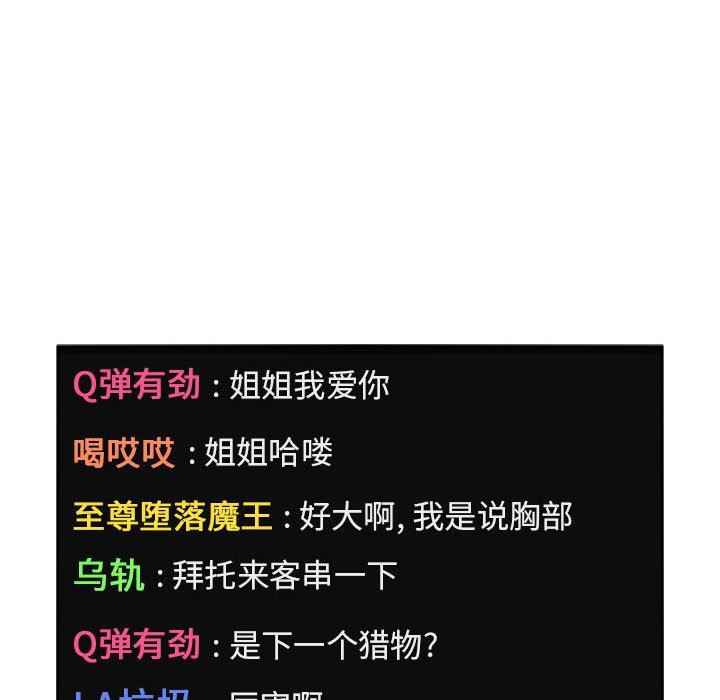 Q弹有劲 : 姐姐我爱你
喝哎哎 : 姐姐哈喽
至尊堕落魔王 : 好大啊, 我是说胸部
乌轨 : 拜托来客串一下
Q弹有劲 : 是下一个猎物?